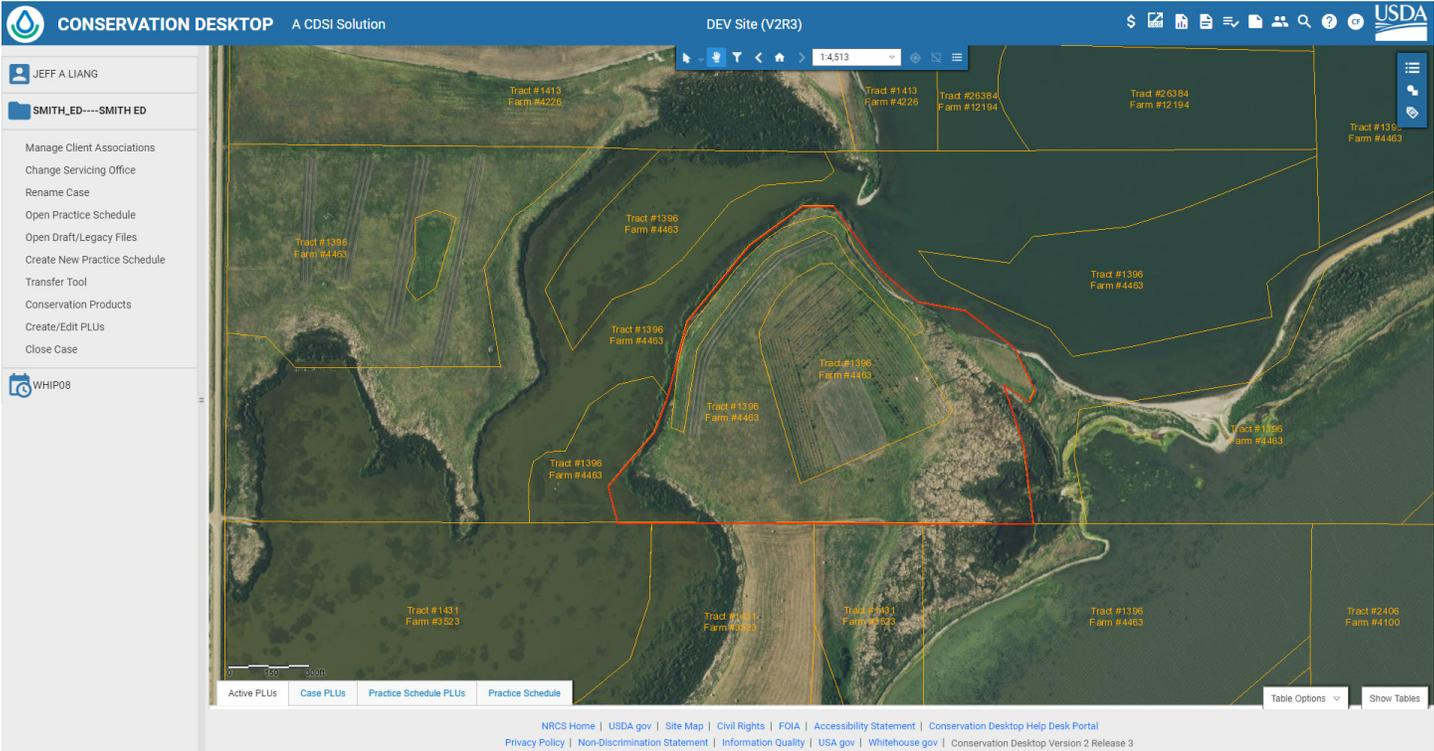 CONSERVATION DESKTOP A CDSI Solution DEV Site (V2R3) $ CCG ? CF USDA
JEFF A LIANG
SMITH_ED----SMITH ED
Manage Client Associations
Change Servicing Office
Rename Case
Open Practice Schedule
Open Draft/Legacy Files
Create New Practice Schedule
Transfer Tool
Conservation Products
Create/Edit PLUs
Close Case
WHIP08
1:4,513
Tract #1413
Farm #4226
Tract #1413
Farm #4226
Tract #26384
Farm #12194
Tract #26384
Farm #12194
Tract #1396
Farm #4463
Tract #1396
Farm #4463
Tract #1396
Farm #4463
Tract #1396
Farm #4463
Tract #1396
Farm #4463
Tract #1396
Farm #4463
Tract #1396
Farm #4463
Tract #1396
Farm #4463
Tract #1396
Farm #4463
Tract #1431
Farm #3523
Tract #1431
Farm #3523
Tract #1431
Farm #3523
Tract #1396
Farm #4463
Tract #2406
Farm #4100
0 150 300ft
Active PLUs Case PLUs Practice Schedule PLUs Practice Schedule
Table Options Show Tables
NRCS Home | USDA gov | Site Map | Civil Rights | FOIA | Accessibility Statement | Conservation Desktop Help Desk Portal
Privacy Policy | Non-Discrimination Statement | Information Quality | USA gov | Whitehouse gov | Conservation Desktop Version 2 Release 3